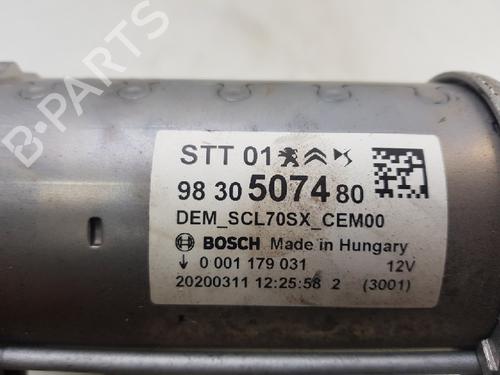 B-PARTS
STT 01
98 30 5074 80
DEM_SCL70SX_CEM00
BOSCH Made in Hungary
0 001 179 031 12V
20200311 12:25:58 2 (3001)